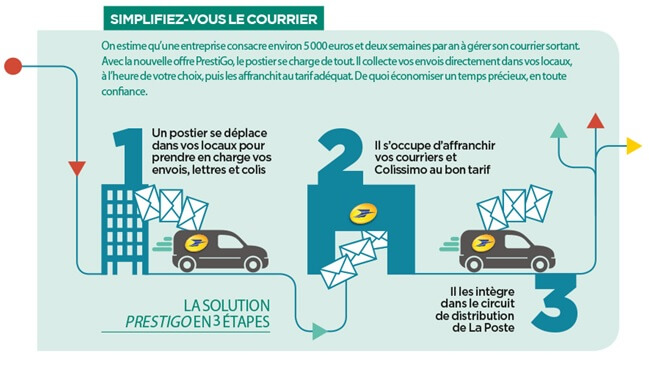 SIMPLIFIEZ-VOUS LE COURRIER
On estime qu'une entreprise consacre environ 5 000 euros et deux semaines par an à gérer son courrier sortant.
Avec la nouvelle offre PrestiGo, le postier se charge de tout. Il collecte vos envois directement dans vos locaux,
à l'heure de votre choix, puis les affranchit au tarif adéquat. De quoi économiser un temps précieux, en toute
confiance.
1
Un postier se déplace
dans vos locaux pour
prendre en charge vos
envois, lettres et colis
2
Il s'occupe d'affranchir
vos courriers et
Colissimo au bon tarif
3
Il les intègre
dans le circuit
de distribution
de La Poste
LA SOLUTION
PRESTIGO EN 3 ÉTAPES